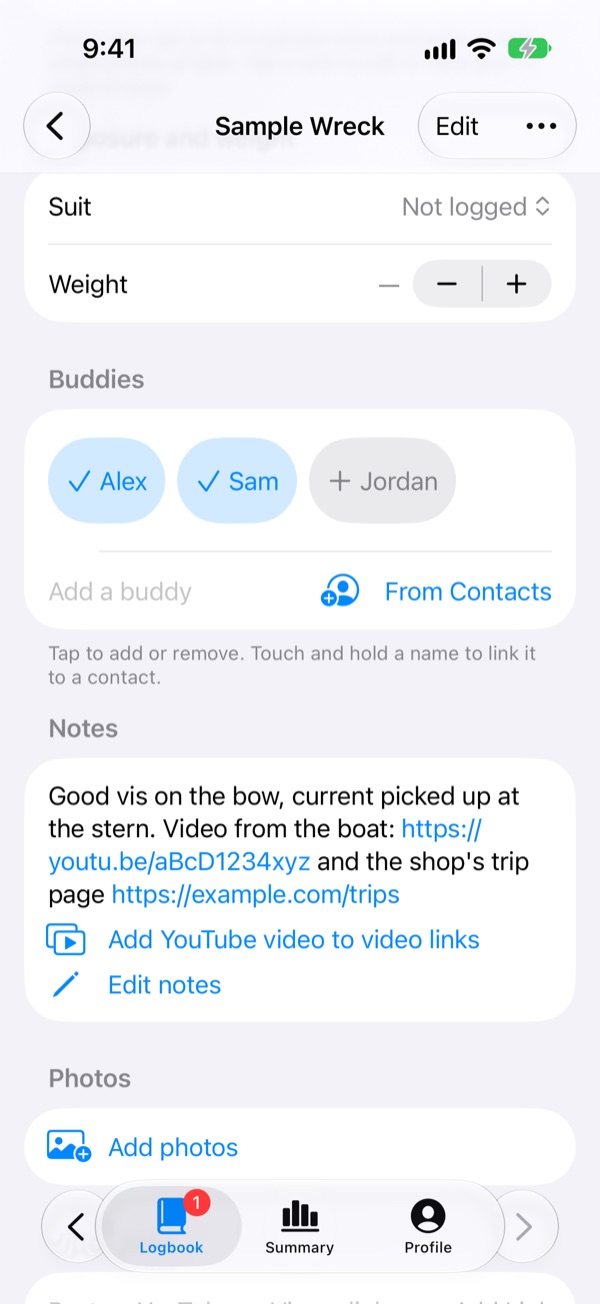 9:41
Sample Wreck
Edit
Suit
Not logged
Weight
—
Buddies
Alex
Sam
Jordan
Add a buddy
From Contacts
Tap to add or remove. Touch and hold a name to link it
to a contact.
Notes
Good vis on the bow, current picked up at
the stern. Video from the boat: https://
youtu.be/aBcD1234xyz and the shop's trip
page https://example.com/trips
Add YouTube video to video links
Edit notes
Photos
Add photos
1
Logbook
Summary
Profile